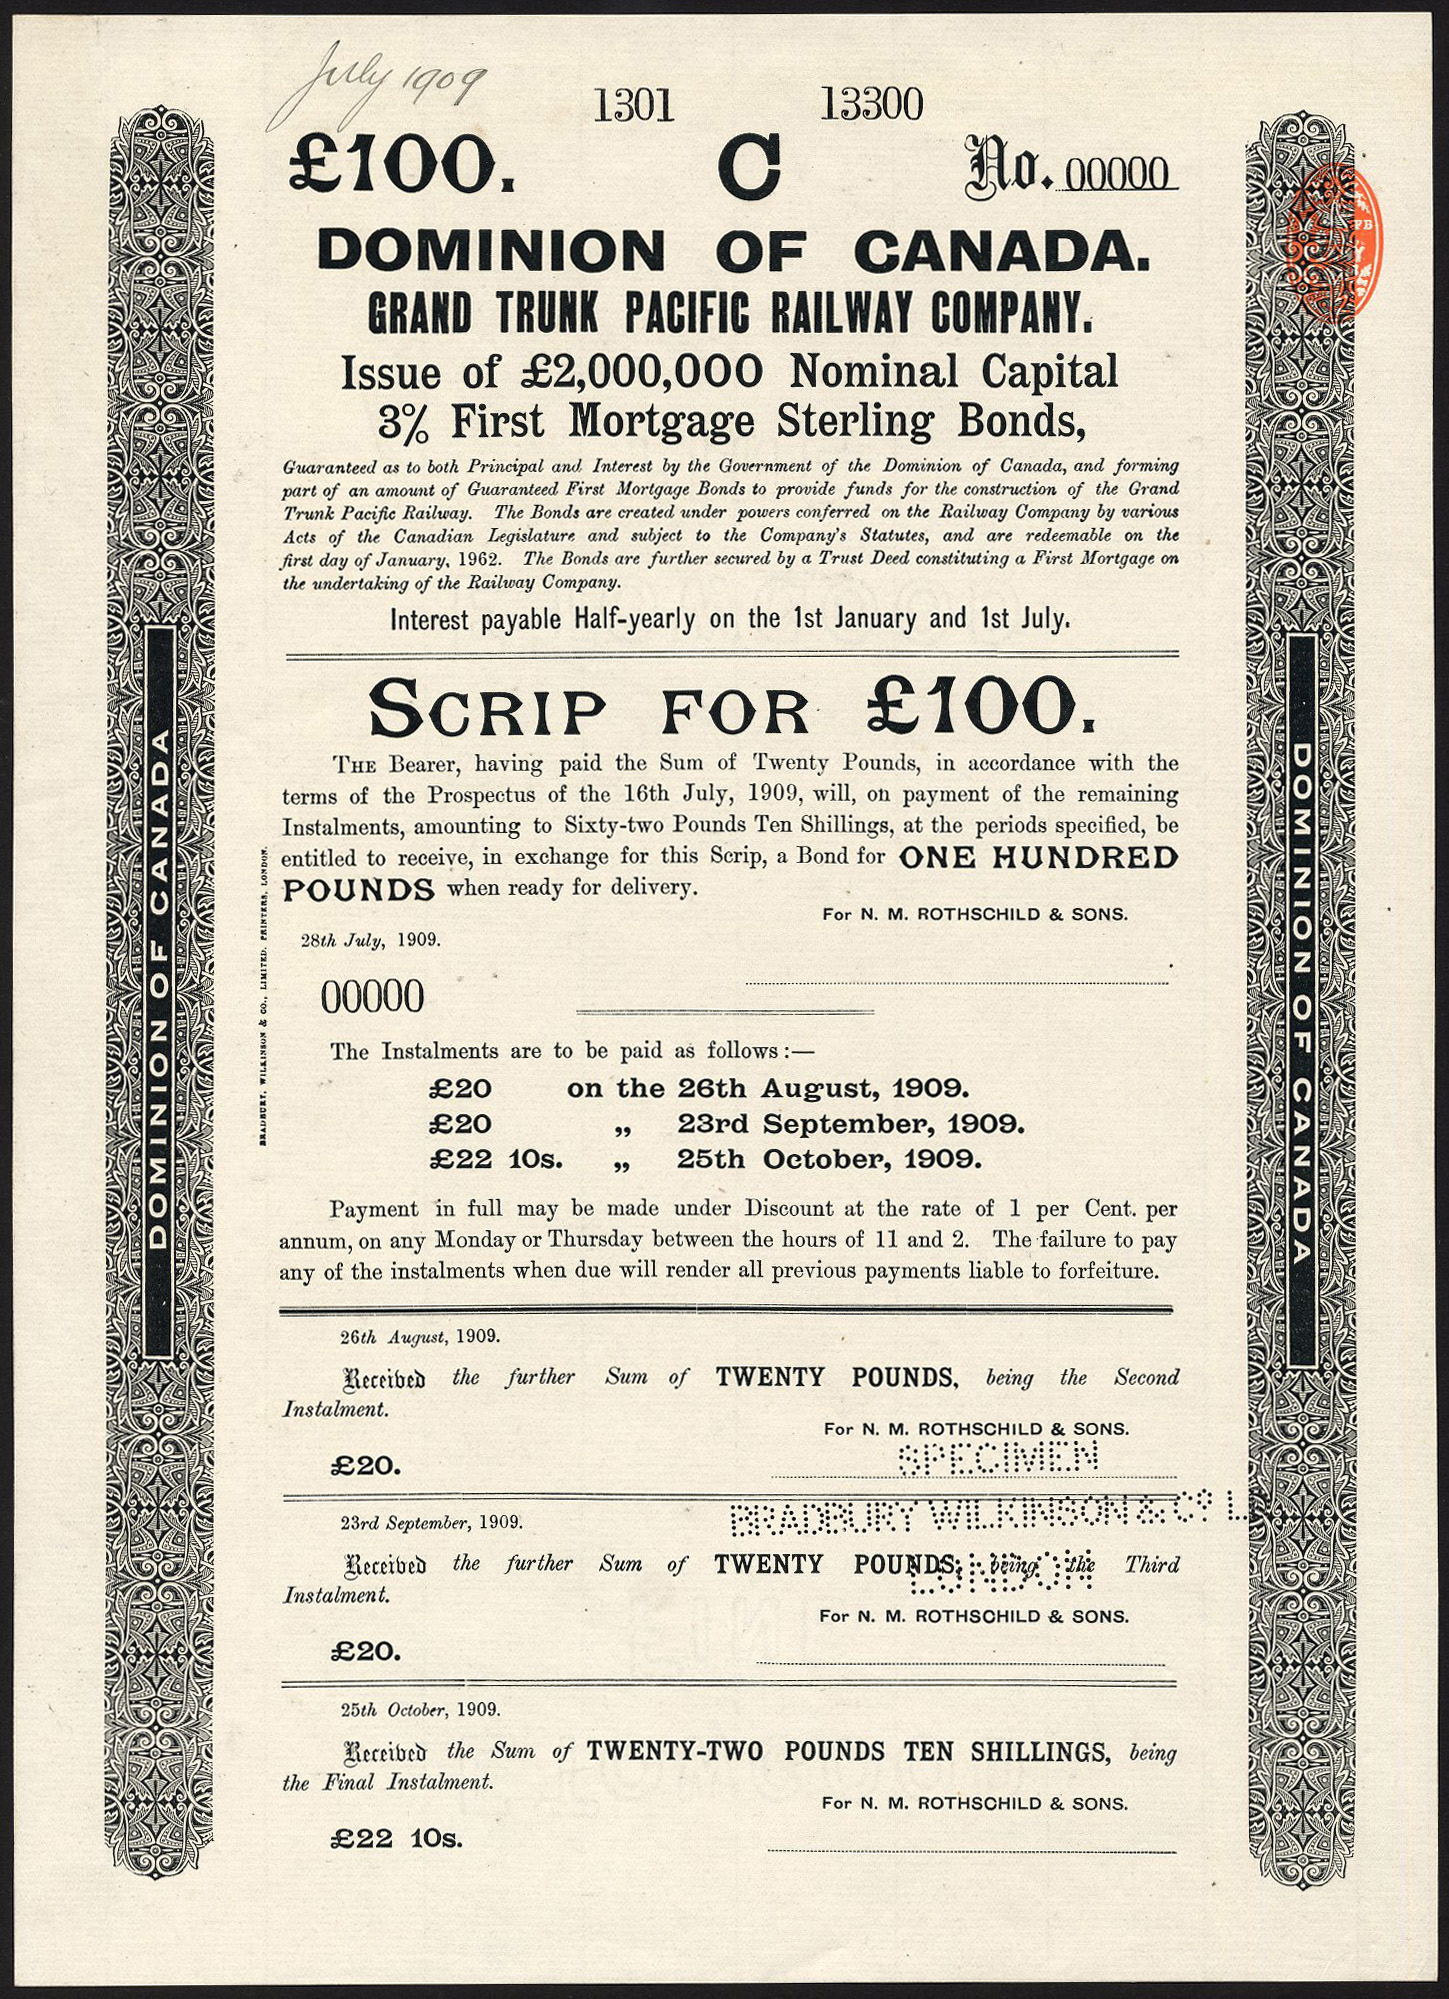 July 1909
1301 13300
£100. C No. 00000
DOMINION OF CANADA.
GRAND TRUNK PACIFIC RAILWAY COMPANY.
Issue of £2,000,000 Nominal Capital
3% First Mortgage Sterling Bonds,
Guaranteed as to both Principal and Interest by the Government of the Dominion of Canada, and forming
part of an amount of Guaranteed First Mortgage Bonds to provide funds for the construction of the Grand
Trunk Pacific Railway. The Bonds are created under powers conferred on the Railway Company by various
Acts of the Canadian Legislature and subject to the Company's Statutes, and are redeemable on the
first day of January, 1962. The Bonds are further secured by a Trust Deed constituting a First Mortgage on
the undertaking of the Railway Company.
Interest payable Half-yearly on the 1st January and 1st July.
SCRIP FOR £100.
THE Bearer, having paid the Sum of Twenty Pounds, in accordance with the
terms of the Prospectus of the 16th July, 1909, will, on payment of the remaining
Instalments, amounting to Sixty-two Pounds Ten Shillings, at the periods specified, be
entitled to receive, in exchange for this Scrip, a Bond for ONE HUNDRED
POUNDS when ready for delivery.
For N. M. ROTHSCHILD & SONS.
28th July, 1909.
00000
The Instalments are to be paid as follows:—
£20 on the 26th August, 1909.
£20 „ 23rd September, 1909.
£22 10s. „ 25th October, 1909.
Payment in full may be made under Discount at the rate of 1 per Cent. per
annum, on any Monday or Thursday between the hours of 11 and 2. The failure to pay
any of the instalments when due will render all previous payments liable to forfeiture.
26th August, 1909.
Received the further Sum of TWENTY POUNDS, being the Second
Instalment.
For N. M. ROTHSCHILD & SONS.
SPECIMEN
£20.
BRADBURY WILKINSON & Co L
23rd September, 1909.
Received the further Sum of TWENTY POUNDS, being the Third
LONDON
Instalment.
For N. M. ROTHSCHILD & SONS.
£20.
25th October, 1909.
Received the Sum of TWENTY-TWO POUNDS TEN SHILLINGS, being
the Final Instalment.
For N. M. ROTHSCHILD & SONS.
£22 10s.
DOMINION OF CANADA
BRADBURY, WILKINSON & CO., LIMITED, PRINTERS, LONDON.
DOMINION OF CANADA